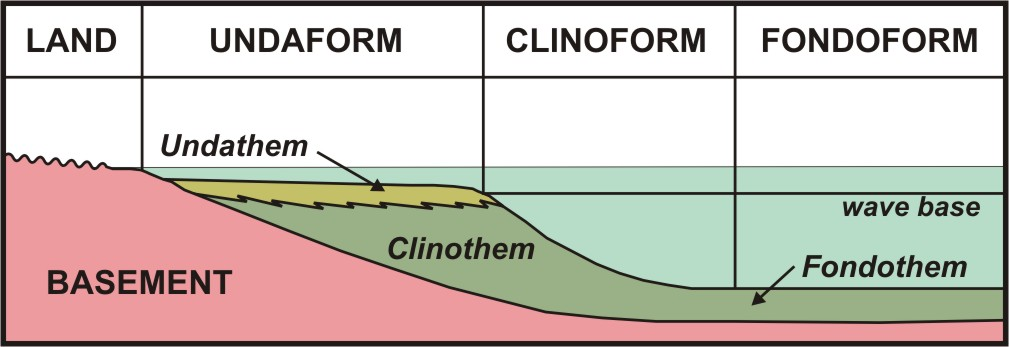 LAND UNDAFORM CLINOFORM FONDOFORM
Undathem
wave base
Clinothem
Fondothem
BASEMENT